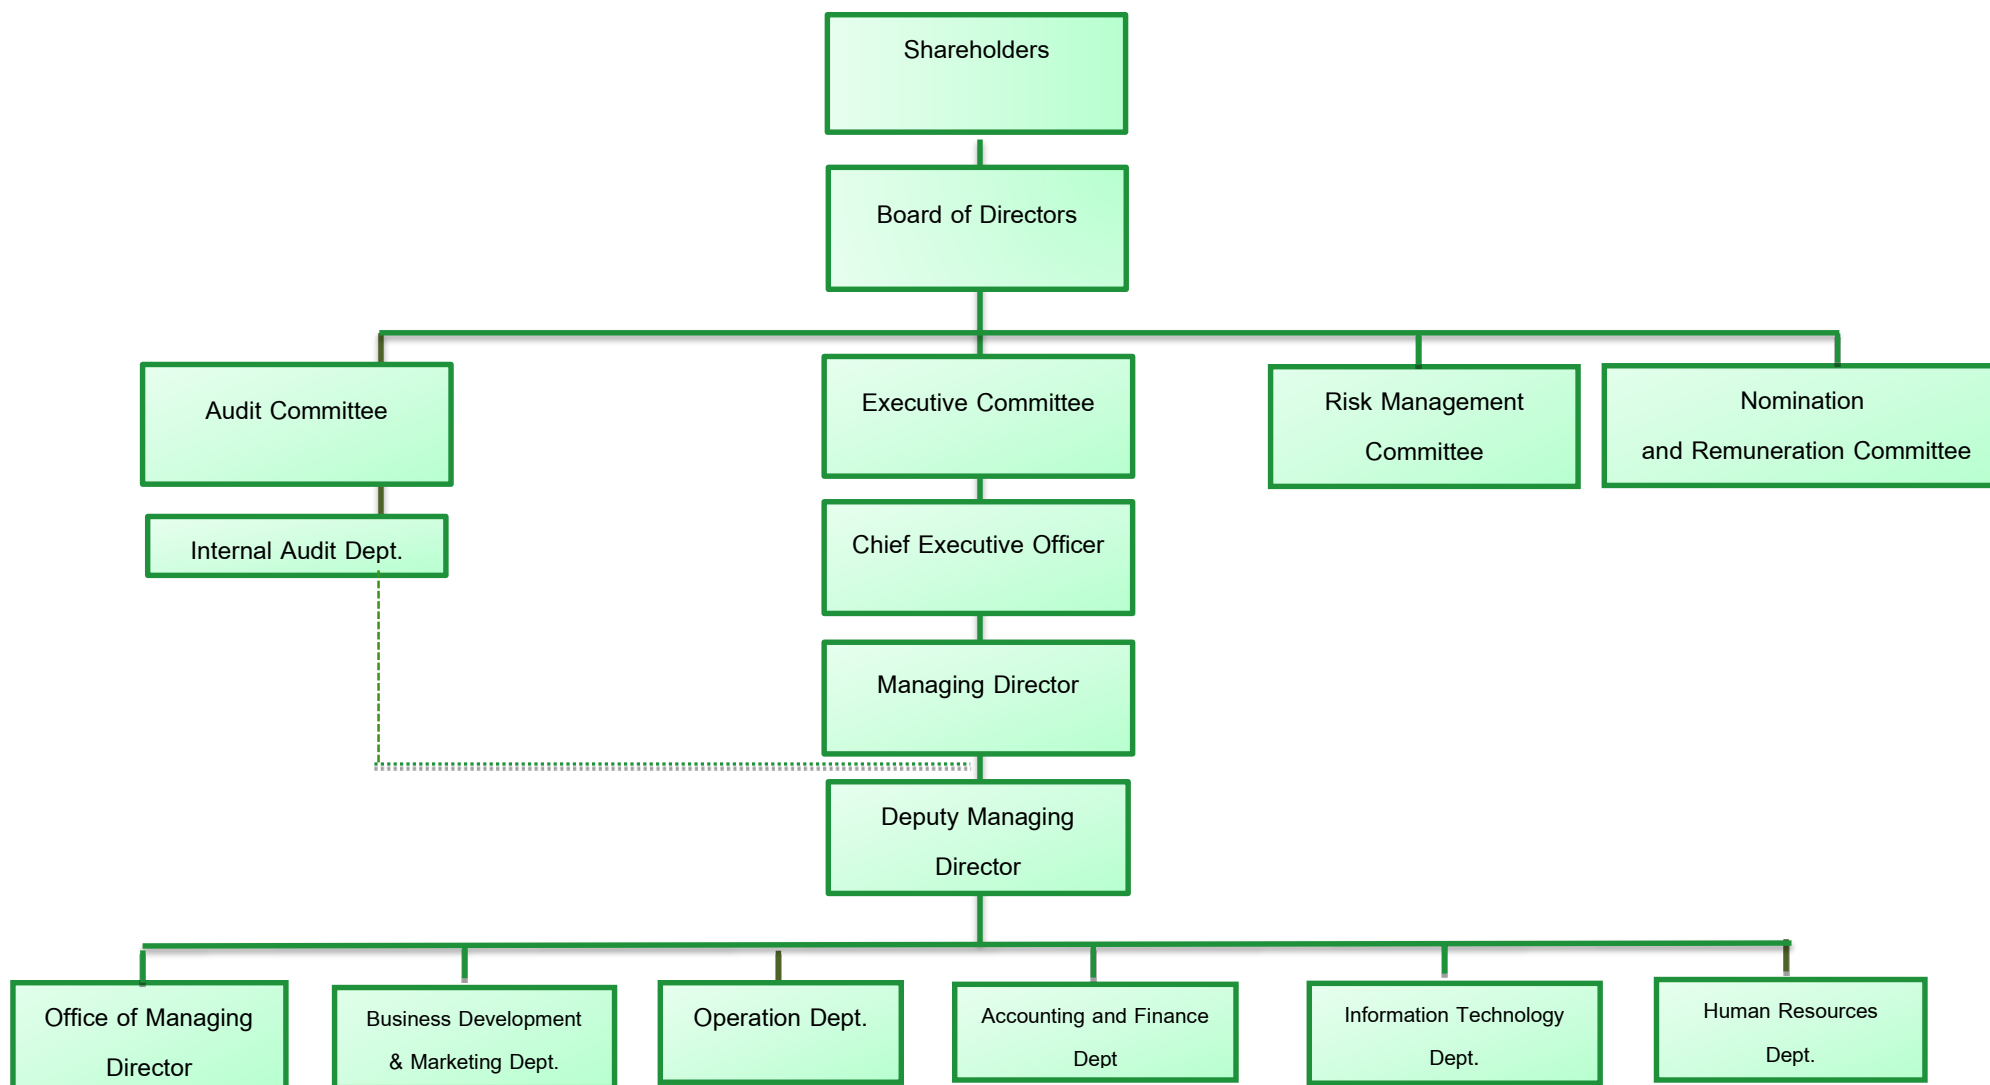 Shareholders
Board of Directors
Audit Committee
Executive Committee
Risk Management
Committee
Nomination
and Remuneration Committee
Internal Audit Dept.
Chief Executive Officer
Managing Director
Deputy Managing
Director
Office of Managing
Director
Business Development
& Marketing Dept.
Operation Dept.
Accounting and Finance
Dept
Information Technology
Dept.
Human Resources
Dept.